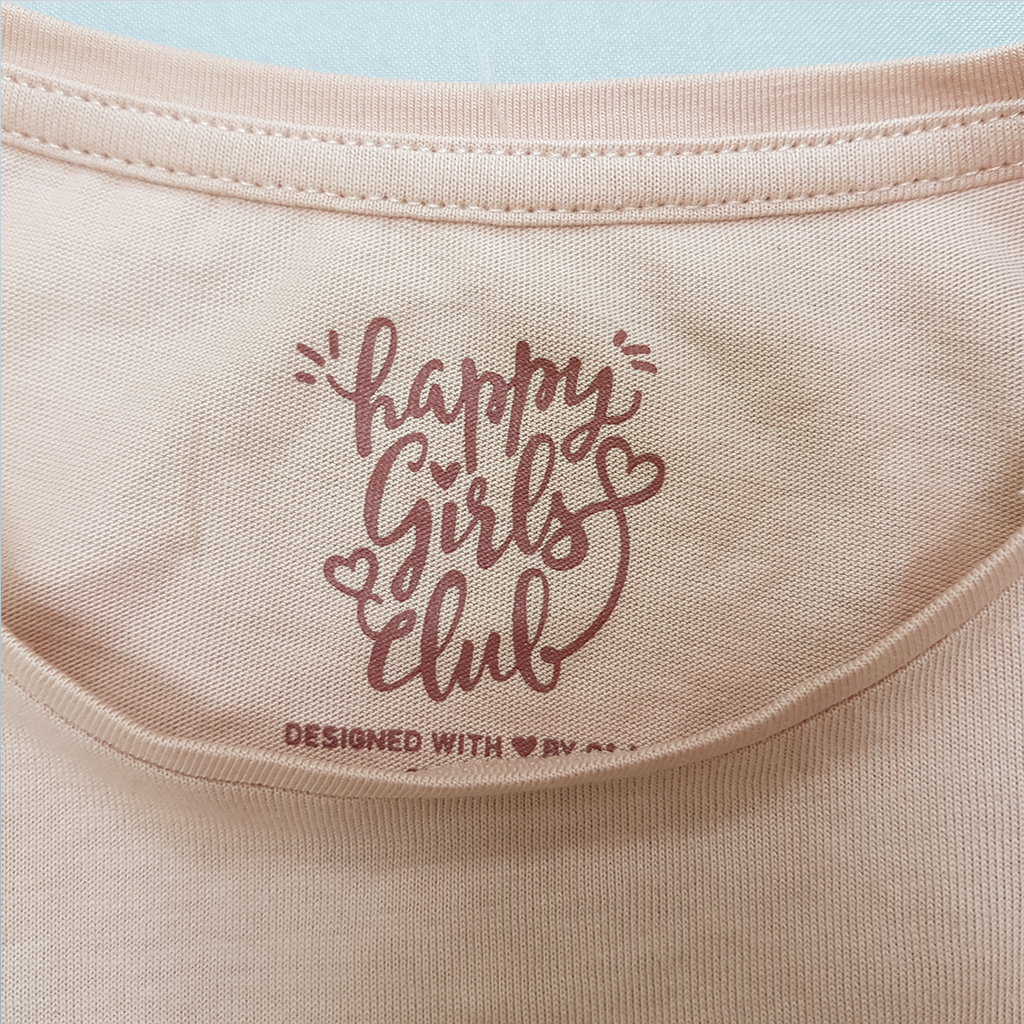 happy
Girls
Club
DESIGNED WITH ♥ BY